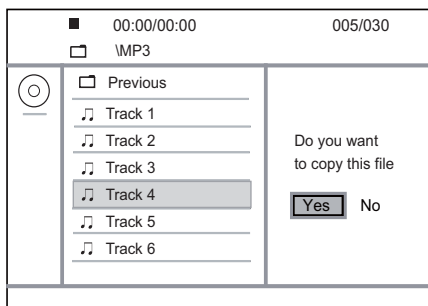 00:00/00:00 005/030
\MP3
Previous
Track 1
Track 2
Track 3
Track 4
Track 5
Track 6
Do you want
to copy this file
Yes No